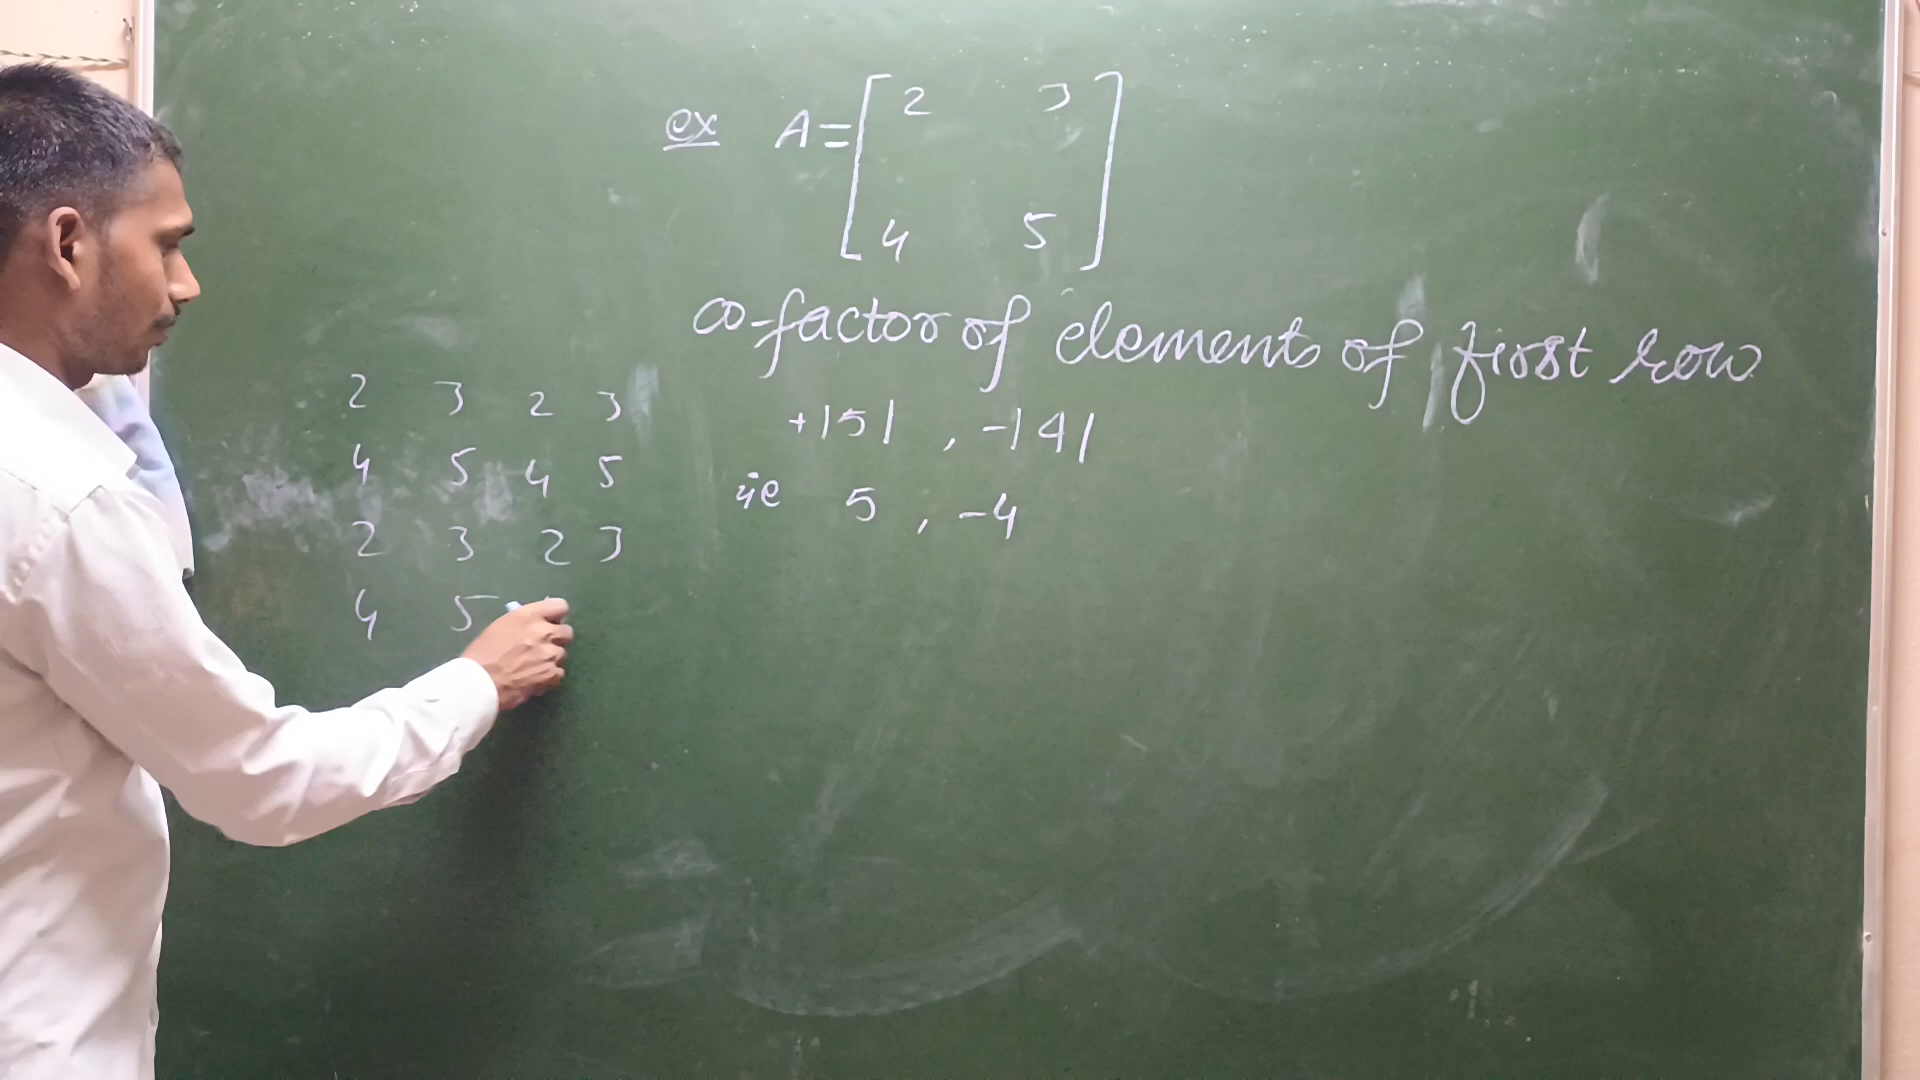 ex A = [ 2 3
4 5 ]
co-factor of elements of first row
+|5| , -|4|
ie 5 , -4
2 3 2 3
4 5 4 5
2 3 2 3
4 5